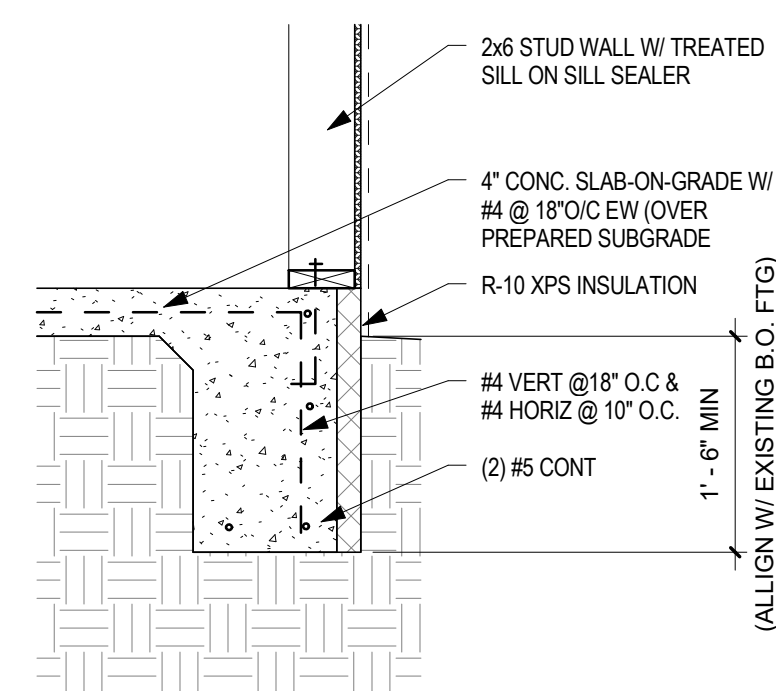 2x6 STUD WALL W/ TREATED
SILL ON SILL SEALER
4" CONC. SLAB-ON-GRADE W/
#4 @ 18"O/C EW (OVER
PREPARED SUBGRADE
R-10 XPS INSULATION
#4 VERT @18" O.C &
#4 HORIZ @ 10" O.C.
(2) #5 CONT
1' - 6" MIN
(ALLIGN W/ EXISTING B.O. FTG)